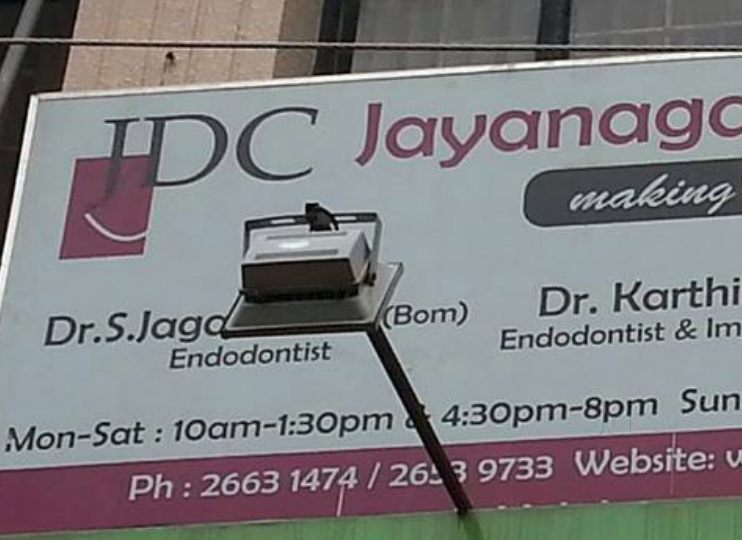 JDC Jayanaga
making
Dr.S.Jaga (Bom) Dr. Karthi
Endodontist Endodontist & Im
Mon-Sat : 10am-1:30pm & 4:30pm-8pm Sun
Ph : 2663 1474 / 2653 9733 Website: w